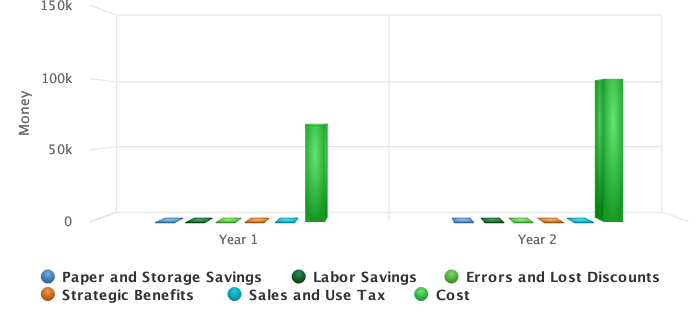 150k
100k
50k
0
Money
Year 1
Year 2
Paper and Storage Savings
Labor Savings
Errors and Lost Discounts
Strategic Benefits
Sales and Use Tax
Cost